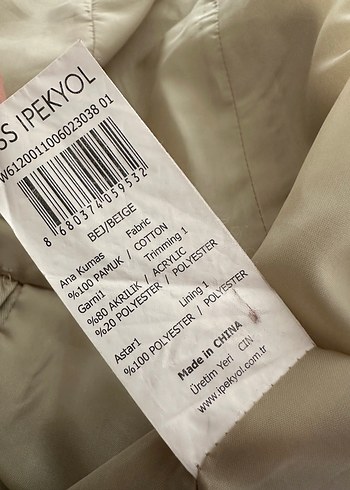 SS IPEKYOL
W6120011006023038 01
8 680374 039532
BEJ/BEIGE
Ana Kumas Fabric
%100 PAMUK / COTTON
Garni1 Trimming 1
%80 AKRILIK / ACRYLIC
%20 POLYESTER / POLYESTER
Astar1 Lining 1
%100 POLYESTER / POLYESTER
Made in CHINA
Üretim Yeri ÇIN
www.ipekyol.com.tr